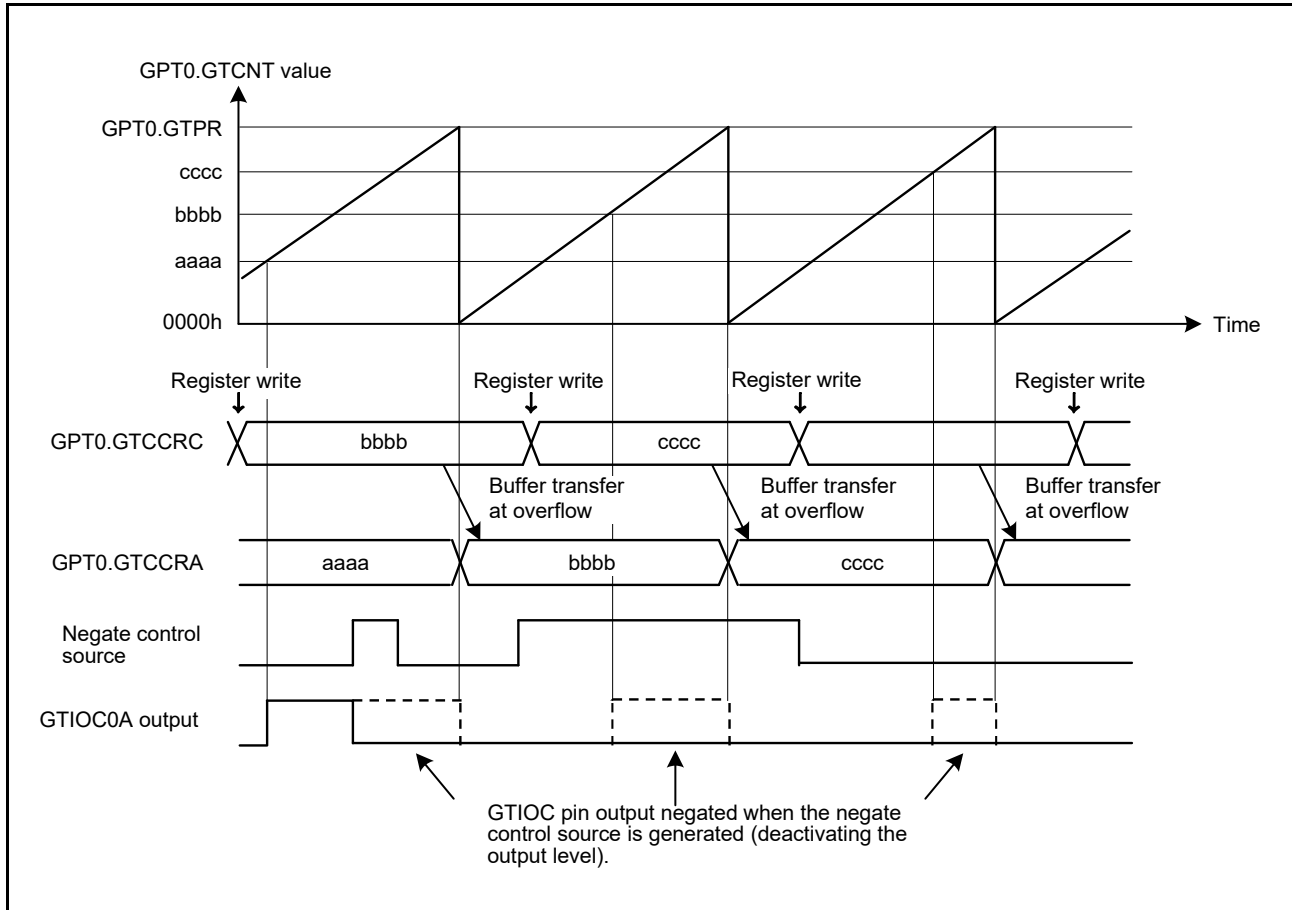 GPT0.GTCNT value
GPT0.GTPR
cccc
bbbb
aaaa
0000h
Time
Register write
Register write
Register write
Register write
GPT0.GTCCRC
bbbb
cccc
Buffer transfer
at overflow
Buffer transfer
at overflow
Buffer transfer
at overflow
GPT0.GTCCRA
aaaa
bbbb
cccc
Negate control
source
GTIOC0A output
GTIOC pin output negated when the negate
control source is generated (deactivating the
output level).